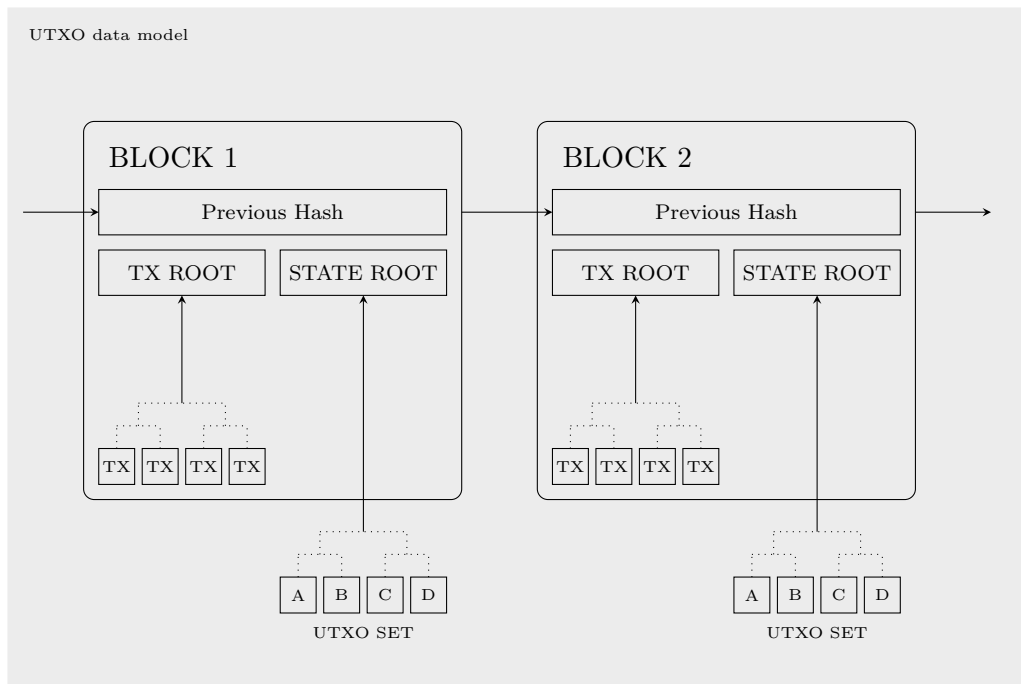 UTXO data model
BLOCK 1
Previous Hash
TX ROOT STATE ROOT
TX TX TX TX
A B C D
UTXO SET
BLOCK 2
Previous Hash
TX ROOT STATE ROOT
TX TX TX TX
A B C D
UTXO SET